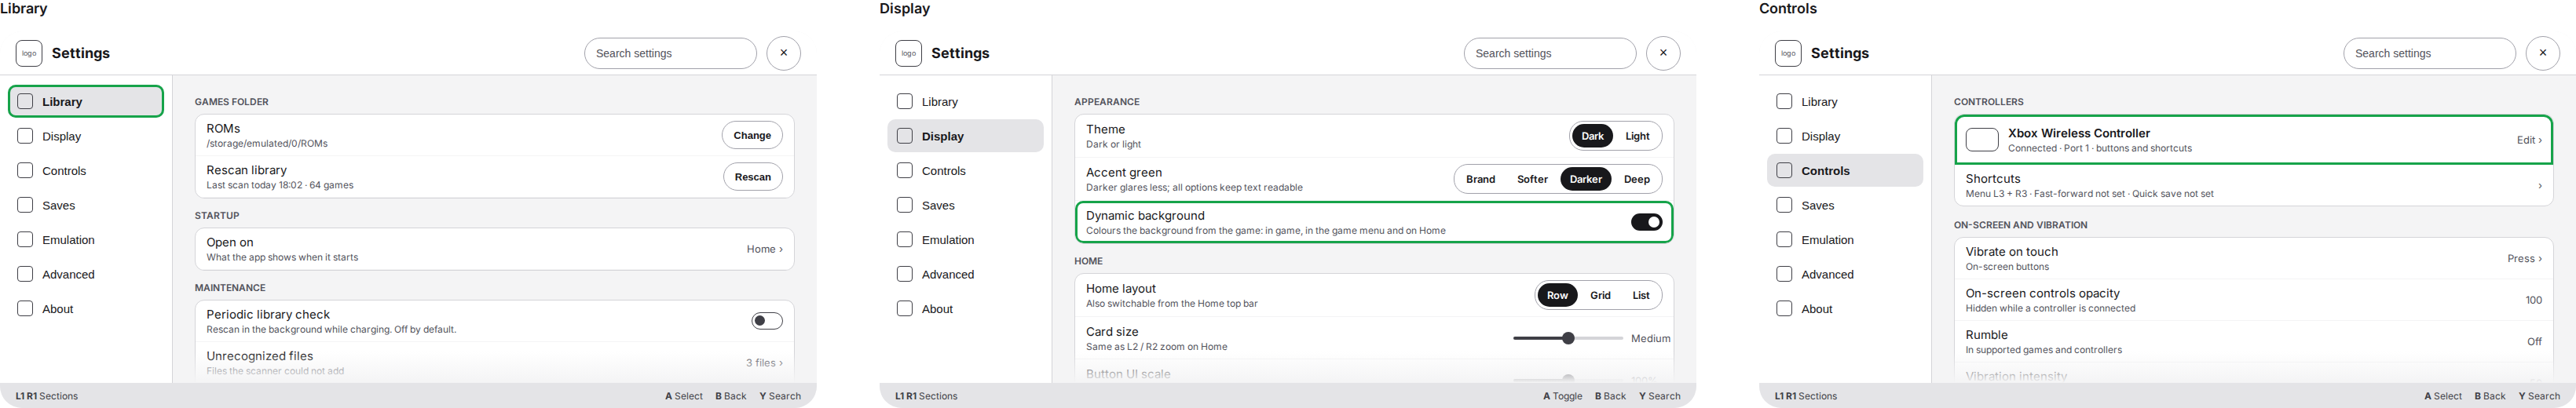 Library
logo
Settings
Search settings
×
Library
Display
Controls
Saves
Emulation
Advanced
About
GAMES FOLDER
ROMs
/storage/emulated/0/ROMs
Change
Rescan library
Last scan today 18:02 · 64 games
Rescan
STARTUP
Open on
What the app shows when it starts
Home ›
MAINTENANCE
Periodic library check
Rescan in the background while charging. Off by default.
Unrecognized files
Files the scanner could not add
3 files ›
L1 R1 Sections
A Select B Back Y Search
Display
logo
Settings
Search settings
×
Library
Display
Controls
Saves
Emulation
Advanced
About
APPEARANCE
Theme
Dark or light
Dark Light
Accent green
Darker glares less; all options keep text readable
Brand Softer Darker Deep
Dynamic background
Colours the background from the game: in game, in the game menu and on Home
HOME
Home layout
Also switchable from the Home top bar
Row Grid List
Card size
Same as L2 / R2 zoom on Home
Medium
Button UI scale
100%
L1 R1 Sections
A Toggle B Back Y Search
Controls
logo
Settings
Search settings
×
Library
Display
Controls
Saves
Emulation
Advanced
About
CONTROLLERS
Xbox Wireless Controller
Connected · Port 1 · buttons and shortcuts
Edit ›
Shortcuts
Menu L3 + R3 · Fast-forward not set · Quick save not set
›
ON-SCREEN AND VIBRATION
Vibrate on touch
On-screen buttons
Press ›
On-screen controls opacity
Hidden while a controller is connected
100
Rumble
In supported games and controllers
Off
Vibration intensity
L1 R1 Sections
A Select B Back Y Search